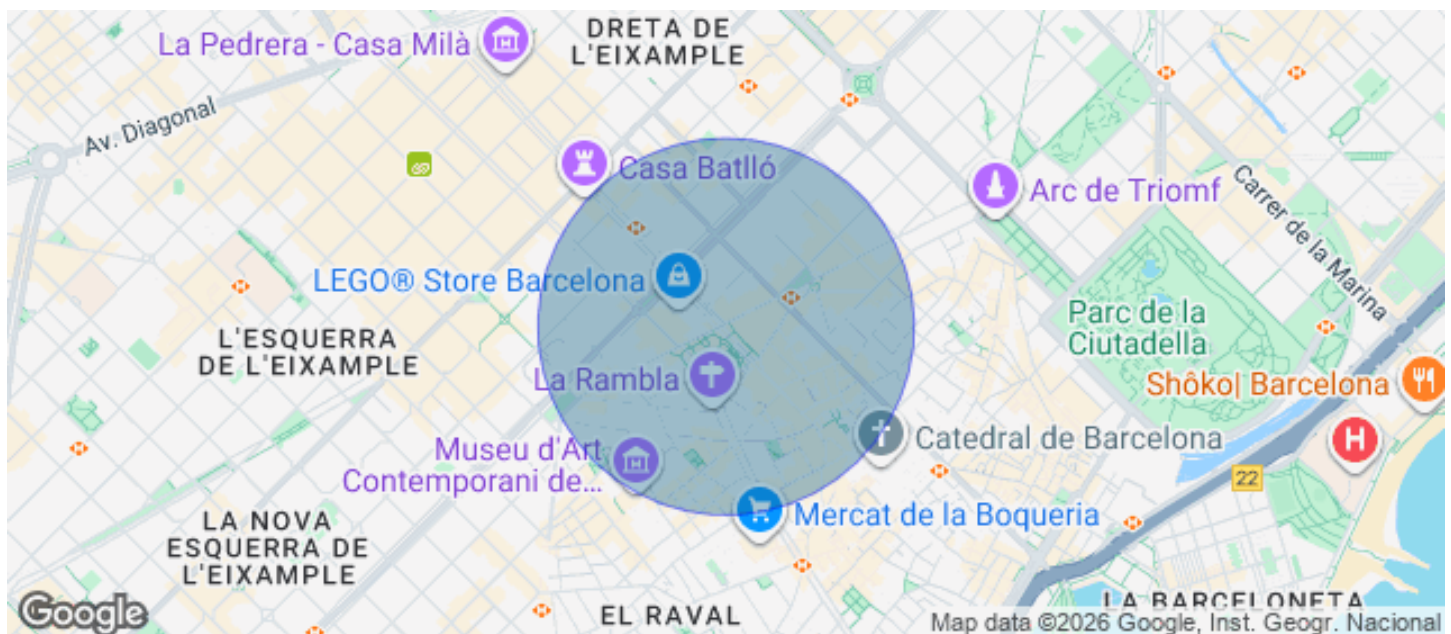 La Pedrera - Casa Milà
DRETA DE
L'EIXAMPLE
Av. Diagonal
Casa Batlló
Arc de Triomf
Carrer de la Marina
LEGO® Store Barcelona
L'ESQUERRA
DE L'EIXAMPLE
Parc de la
Ciutadella
La Rambla
Shôko| Barcelona
Museu d'Art
Contemporani de...
Catedral de Barcelona
H
22
Mercat de la Boqueria
LA NOVA
ESQUERRA DE
L'EIXAMPLE
EL RAVAL
LA BARCELONETA
Google
Map data ©2026 Google, Inst. Geogr. Nacional